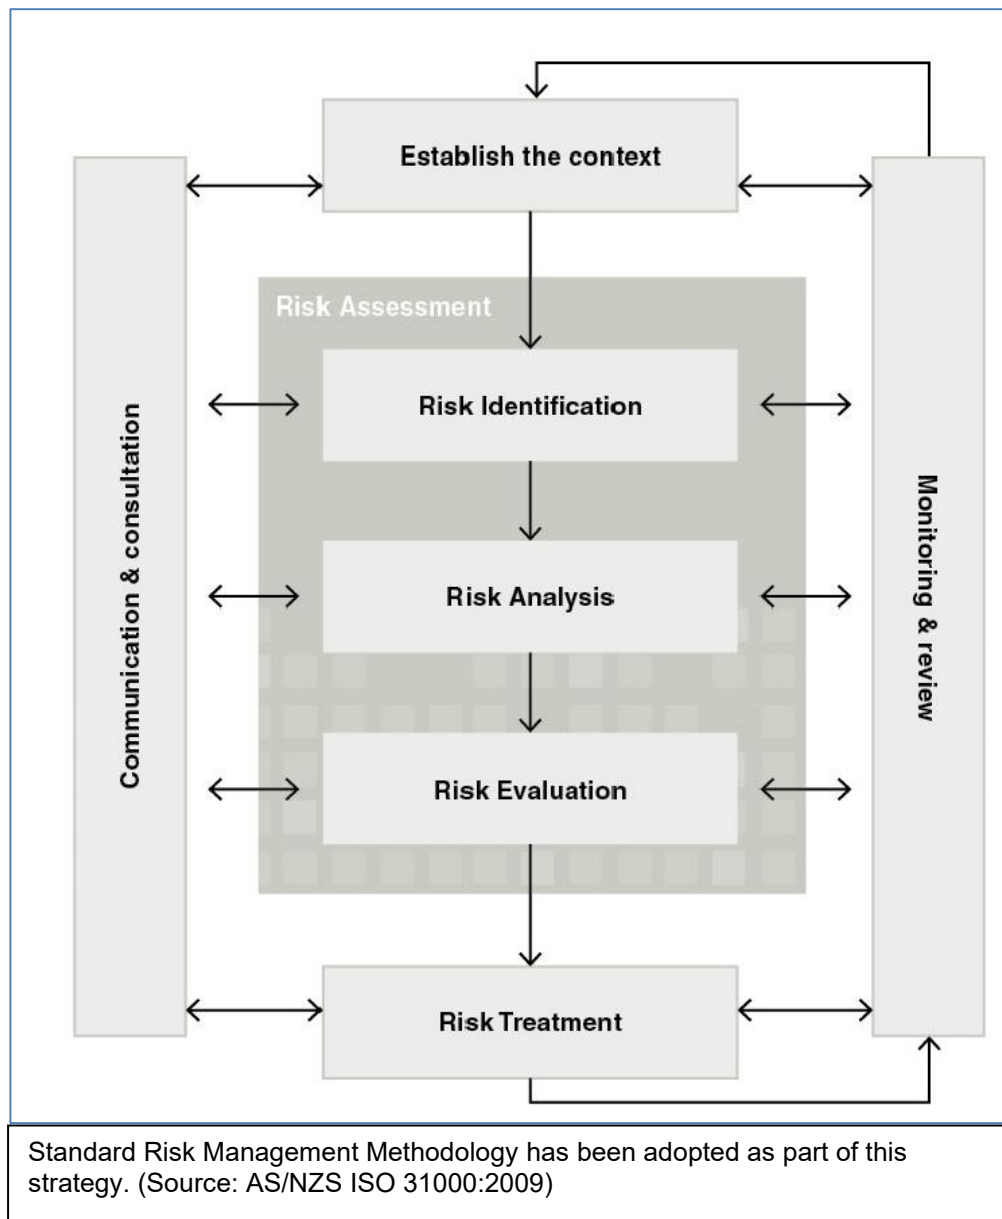 Establish the context
Risk Assessment
Risk Identification
Communication & consultation
Monitoring & review
Risk Analysis
Risk Evaluation
Risk Treatment
Standard Risk Management Methodology has been adopted as part of this
strategy. (Source: AS/NZS ISO 31000:2009)